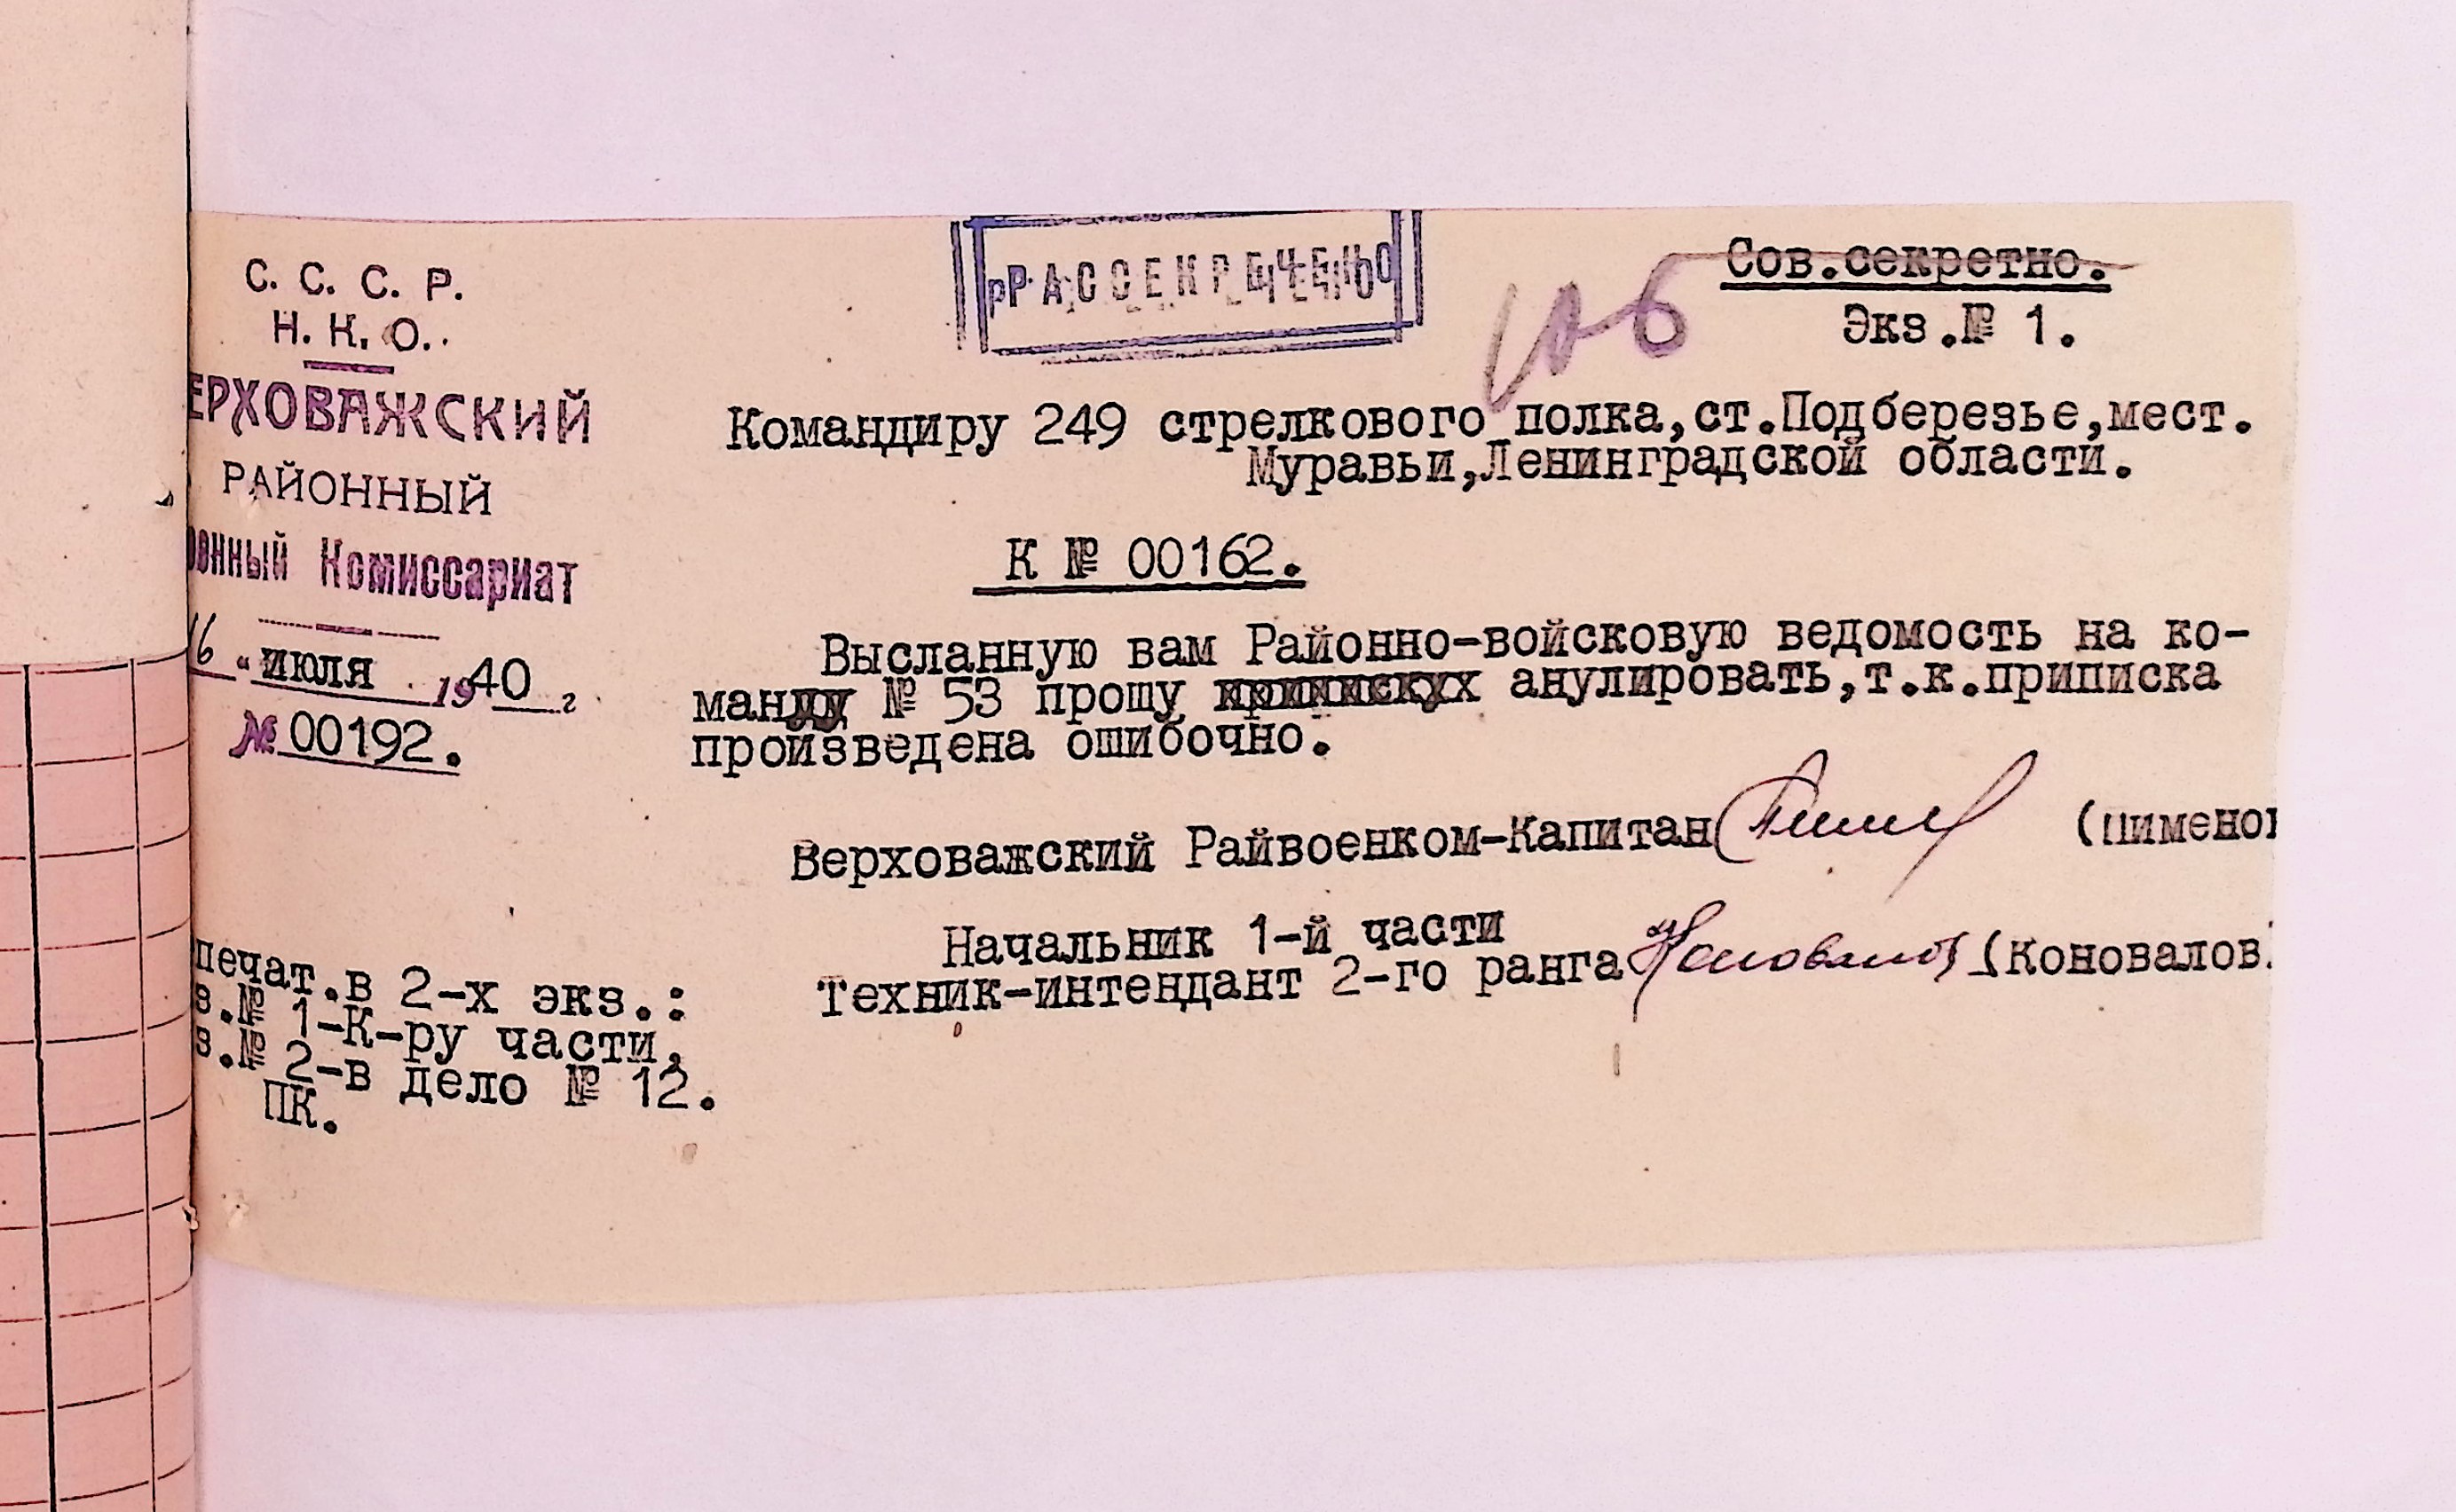 РАССЕКРЕЧЕНО
Сов.секретно.
Экз.№ 1.
106
С. С. С. Р.
Н. К. О.
ЕРХОВАЖСКИЙ
РАЙОННЫЙ
оенный Комиссариат
16 " июля 1940 г
№ 00192.
Командиру 249 стрелкового полка,ст.Подберезье,мест.
Муравьи,Ленинградской области.
К № 00162.
Высланную вам Районно-войсковую ведомость на ко-
манду № 53 прошу анулировать,т.к.приписка
произведена ошибочно.
Верховажский Райвоенком-Капитан (Пименов
Начальник 1-й части
Техник-интендант 2-го ранга Коновалов (Коновалов.
печат.в 2-х экз.:
з.№ 1-К-ру части,
з.№ 2-в дело № 12.
ПК.